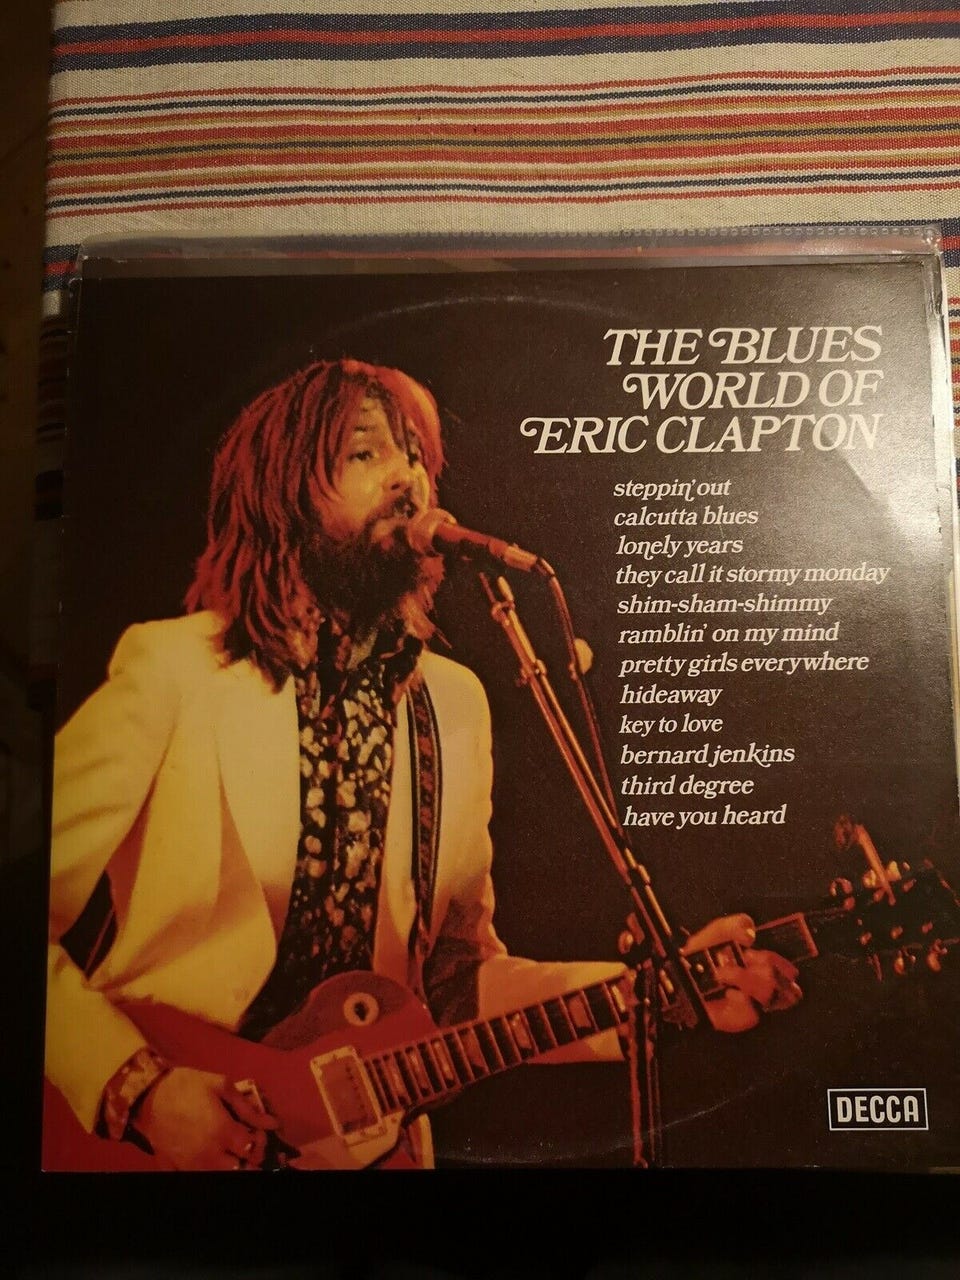 THE BLUES
WORLD OF
ERIC CLAPTON
steppin' out
calcutta blues
lonely years
they call it stormy monday
shim-sham-shimmy
ramblin' on my mind
pretty girls everywhere
hideaway
key to love
bernard jenkins
third degree
have you heard
DECCA